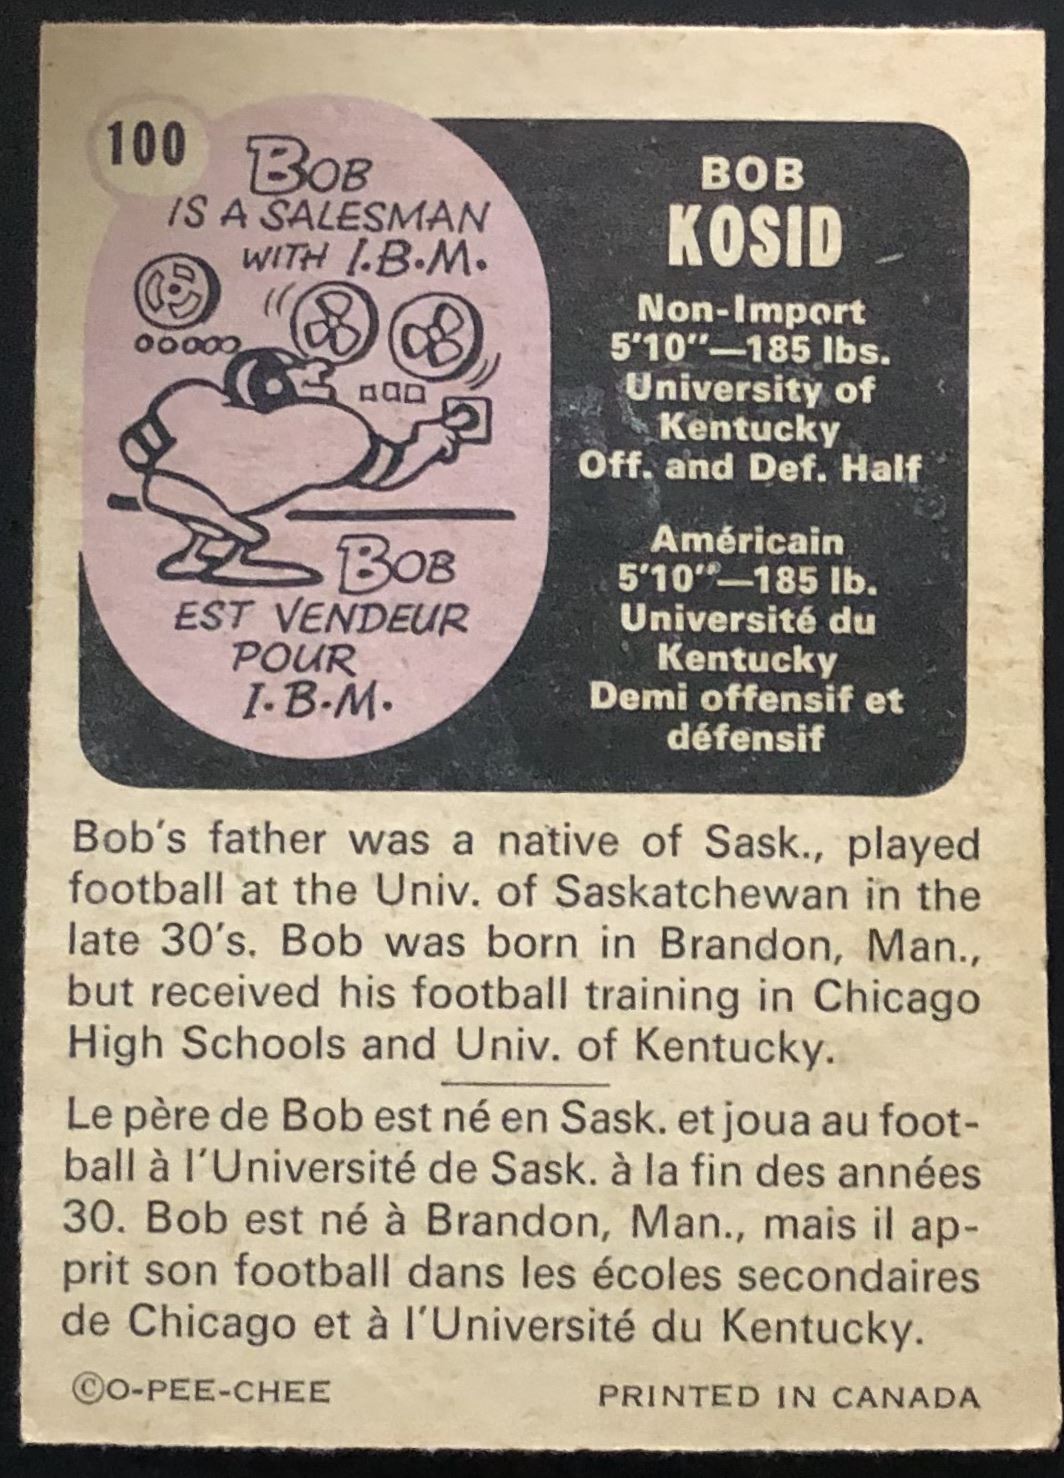 100
BOB
IS A SALESMAN
WITH I.B.M.
BOB
EST VENDEUR
POUR
I.B.M.
BOB
KOSID
Non-Import
5'10"—185 lbs.
University of
Kentucky
Off. and Def. Half
Américain
5'10"—185 lb.
Université du
Kentucky
Demi offensif et
défensif
Bob's father was a native of Sask., played
football at the Univ. of Saskatchewan in the
late 30's. Bob was born in Brandon, Man.,
but received his football training in Chicago
High Schools and Univ. of Kentucky.
Le père de Bob est né en Sask. et joua au foot-
ball à l'Université de Sask. à la fin des années
30. Bob est né à Brandon, Man., mais il ap-
prit son football dans les écoles secondaires
de Chicago et à l'Université du Kentucky.
©O-PEE-CHEE
PRINTED IN CANADA